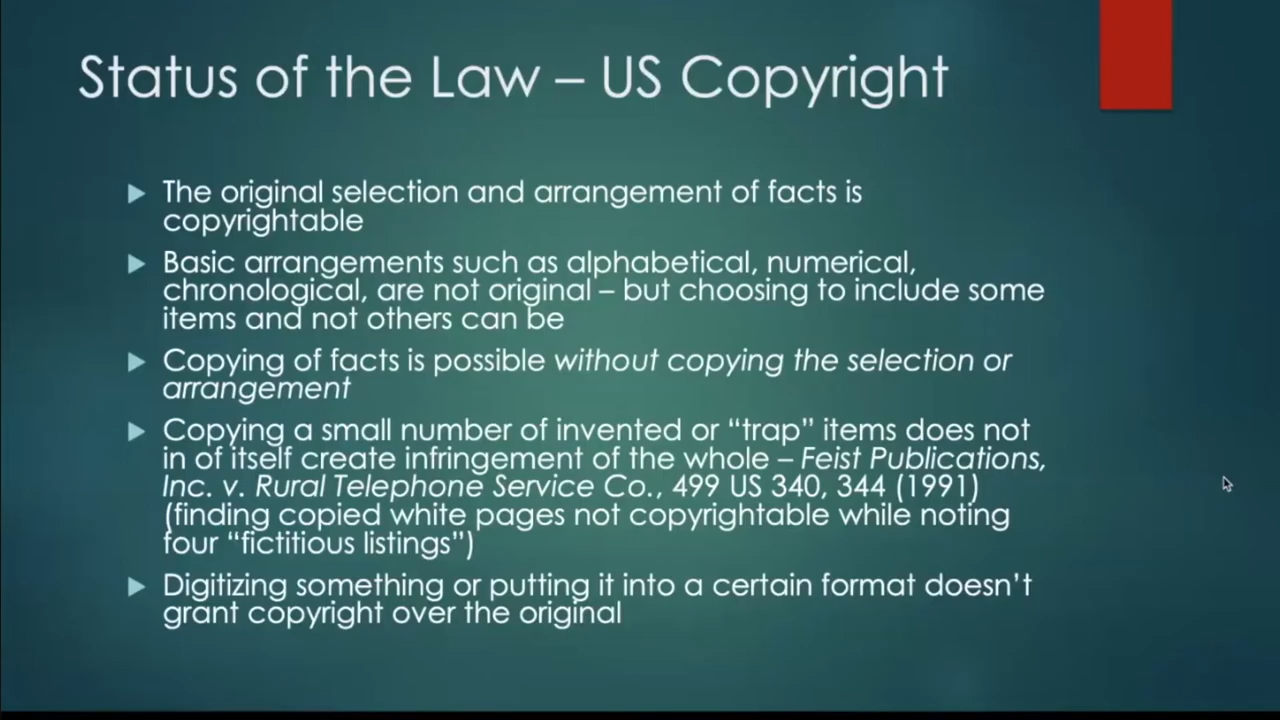 Status of the Law – US Copyright
The original selection and arrangement of facts is
copyrightable
Basic arrangements such as alphabetical, numerical,
chronological, are not original – but choosing to include some
items and not others can be
Copying of facts is possible without copying the selection or
arrangement
Copying a small number of invented or “trap” items does not
in of itself create infringement of the whole – Feist Publications,
Inc. v. Rural Telephone Service Co., 499 US 340, 344 (1991)
(finding copied white pages not copyrightable while noting
four “fictitious listings”)
Digitizing something or putting it into a certain format doesn’t
grant copyright over the original